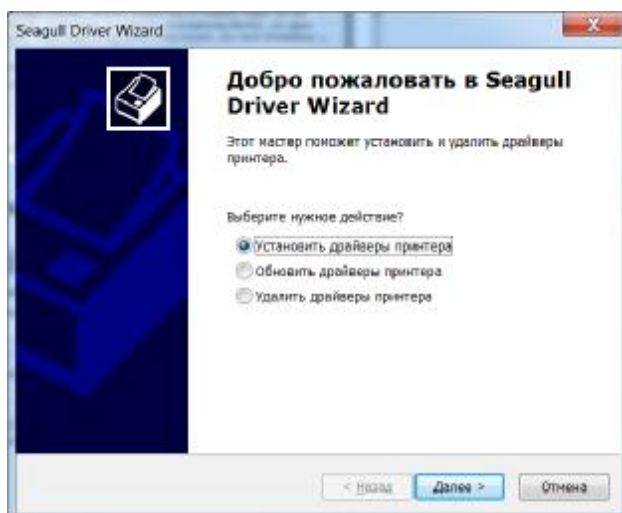 Seagull Driver Wizard
Добро пожаловать в Seagull
Driver Wizard
Этот мастер поможет установить и удалить драйверы
принтера.
Выберите нужное действие?
Установить драйверы принтера
Обновить драйверы принтера
Удалить драйверы принтера
< Назад
Далее >
Отмена